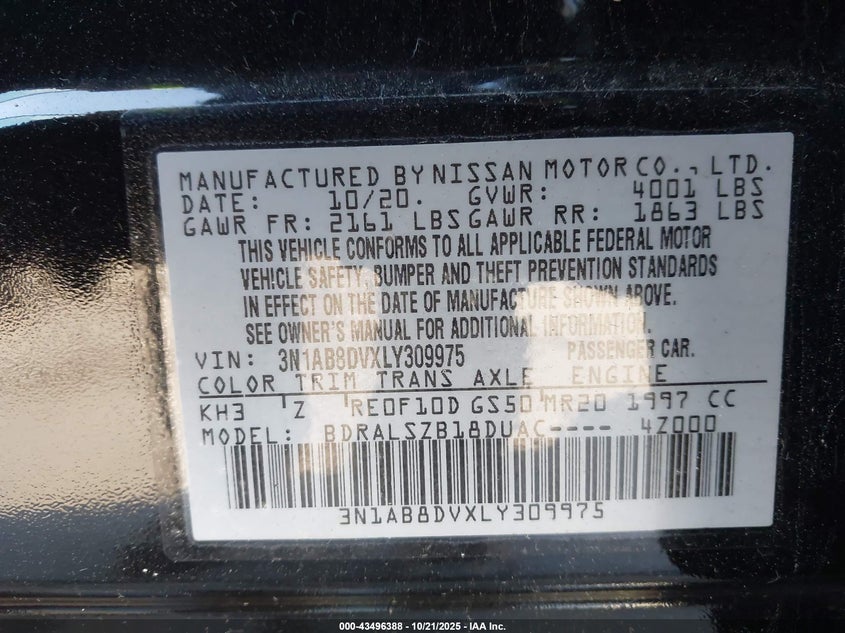 MANUFACTURED BY NISSAN MOTOR CO., LTD.
DATE: 10/20. GVWR: 4001 LBS
GAWR FR: 2161 LBS GAWR RR: 1863 LBS
THIS VEHICLE CONFORMS TO ALL APPLICABLE FEDERAL MOTOR
VEHICLE SAFETY, BUMPER AND THEFT PREVENTION STANDARDS
IN EFFECT ON THE DATE OF MANUFACTURE SHOWN ABOVE.
SEE OWNER'S MANUAL FOR ADDITIONAL INFORMATION.
VIN: 3N1AB8DVXLY309975 PASSENGER CAR.
COLOR TRIM TRANS AXLE ENGINE
KH3 Z RE0F10D GS50 MR20 1997 CC
MODEL: BDRALSZB18DUAC---- 4Z000
3N1AB8DVXLY309975
000-43496388 - 10/21/2025 - IAA Inc.